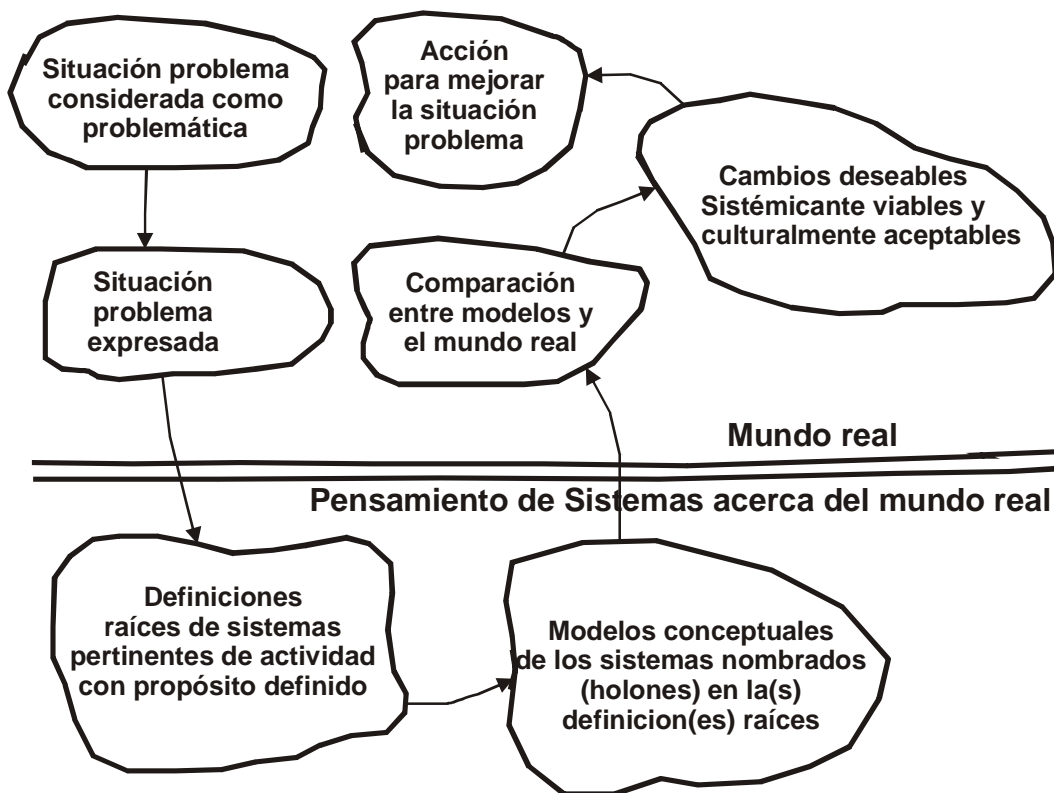 Situación problema
considerada como
problemática
Situación
problema
expresada
Definiciones
raíces de sistemas
pertinentes de actividad
con propósito definido
Modelos conceptuales
de los sistemas nombrados
(holones) en la(s)
definicion(es) raíces
Comparación
entre modelos y
el mundo real
Cambios deseables
Sistémicante viables y
culturalmente aceptables
Acción
para mejorar
la situación
problema
Mundo real
Pensamiento de Sistemas acerca del mundo real